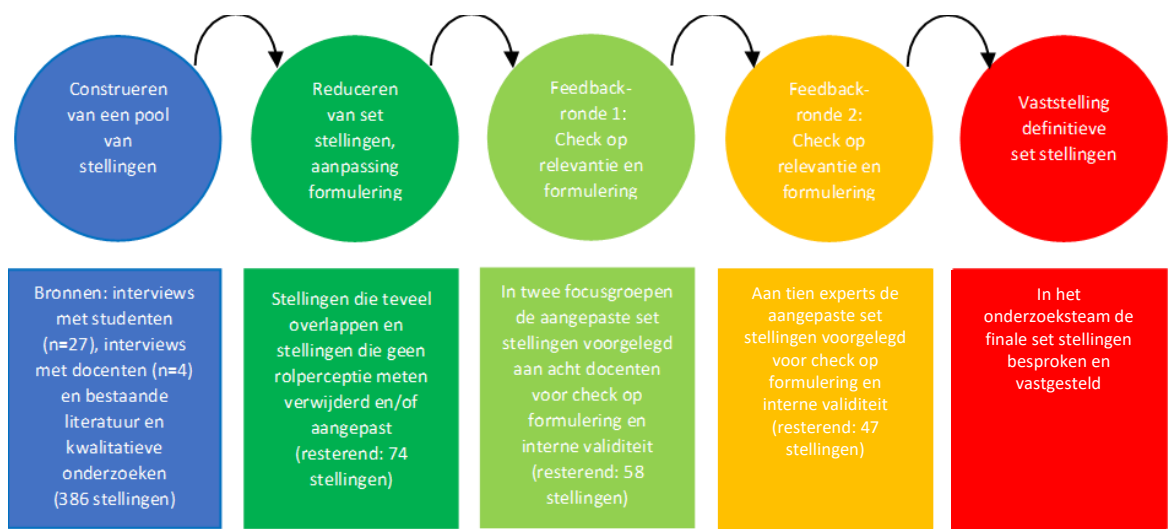 Construeren
van een pool
van
stellingen
Reduceren
van set
stellingen,
aanpassing
formulering
Feedback-
ronde 1:
Check op
relevantie en
formulering
Feedback-
ronde 2:
Check op
relevantie en
formulering
Vaststelling
definitieve
set stellingen
Bronnen: interviews
met studenten
(n=27), interviews
met docenten (n=4)
en bestaande
literatuur en
kwalitatieve
onderzoeken
(386 stellingen)
Stellingen die teveel
overlappen en
stellingen die geen
rolperceptie meten
verwijderd en/of
aangepast
(resterend: 74
stellingen)
In twee focusgroepen
de aangepaste set
stellingen voorgelegd
aan acht docenten
voor check op
formulering en
interne validiteit
(resterend: 58
stellingen)
Aan tien experts de
aangepaste set
stellingen voorgelegd
voor check op
formulering en
interne validiteit
(resterend: 47
stellingen)
In het
onderzoeksteam de
finale set stellingen
besproken en
vastgesteld